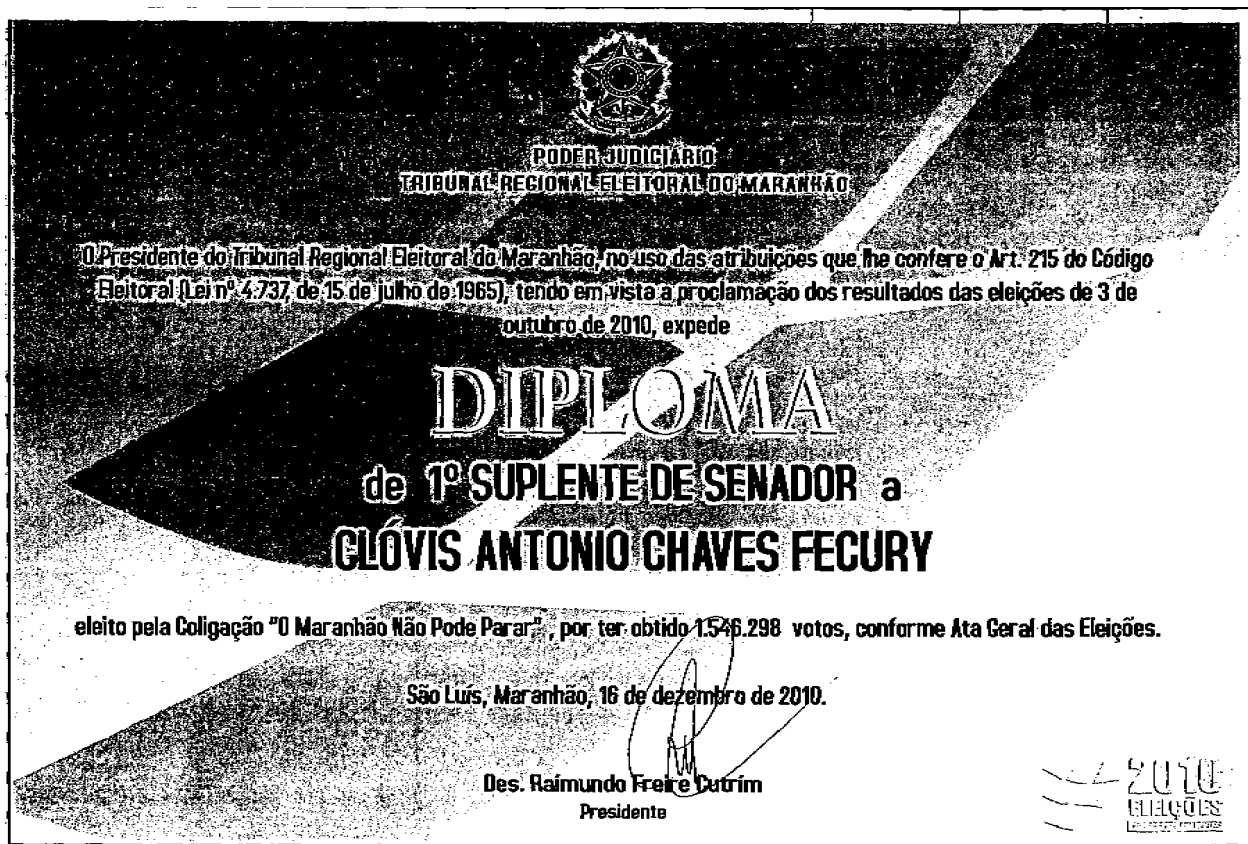 PODER JUDICIÁRIO
TRIBUNAL REGIONAL ELEITORAL DO MARANHÃO
O Presidente do Tribunal Regional Eleitoral do Maranhão, no uso das atribuições que lhe confere o Art. 215 do Código
Eleitoral (Lei nº 4.737, de 15 de julho de 1965), tendo em vista a proclamação dos resultados das eleições de 3 de
outubro de 2010, expede
DIPLOMA
de 1º SUPLENTE DE SENADOR a
CLÓVIS ANTONIO CHAVES FECURY
eleito pela Coligação "O Maranhão Não Pode Parar", por ter obtido 1.546.298 votos, conforme Ata Geral das Eleições.
São Luís, Maranhão, 16 de dezembro de 2010.
Des. Raimundo Freire Cutrim
Presidente
2010
ELEIÇÕES